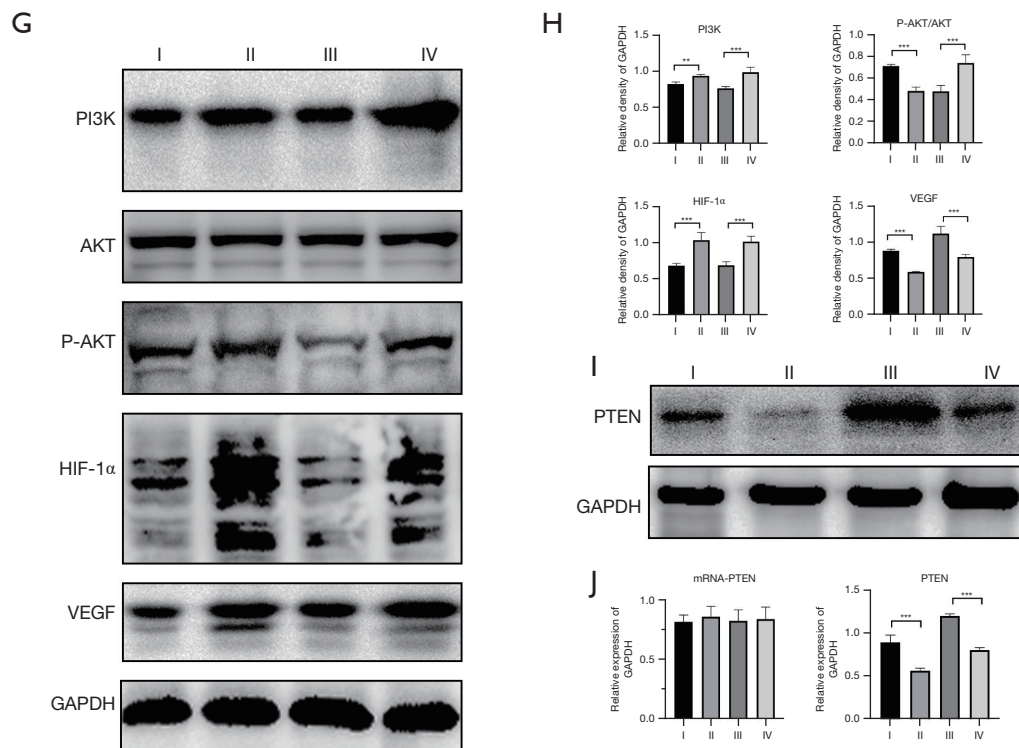 G
I II III IV
PI3K
AKT
P-AKT
HIF-1α
VEGF
GAPDH
H
PI3K
Relative density of GAPDH
1.5
1.0
0.5
0.0
** ***
I II III IV
P-AKT/AKT
Relative density of GAPDH
1.0
0.8
0.6
0.4
0.2
0.0
*** ***
I II III IV
HIF-1α
Relative density of GAPDH
1.5
1.0
0.5
0.0
*** ***
I II III IV
VEGF
Relative density of GAPDH
1.5
1.0
0.5
0.0
*** ***
I II III IV
I
I II III IV
PTEN
GAPDH
J
mRNA-PTEN
Relative expression of
GAPDH
1.0
0.5
0.0
I II III IV
PTEN
Relative expression of
GAPDH
1.5
1.0
0.5
0.0
*** ***
I II III IV